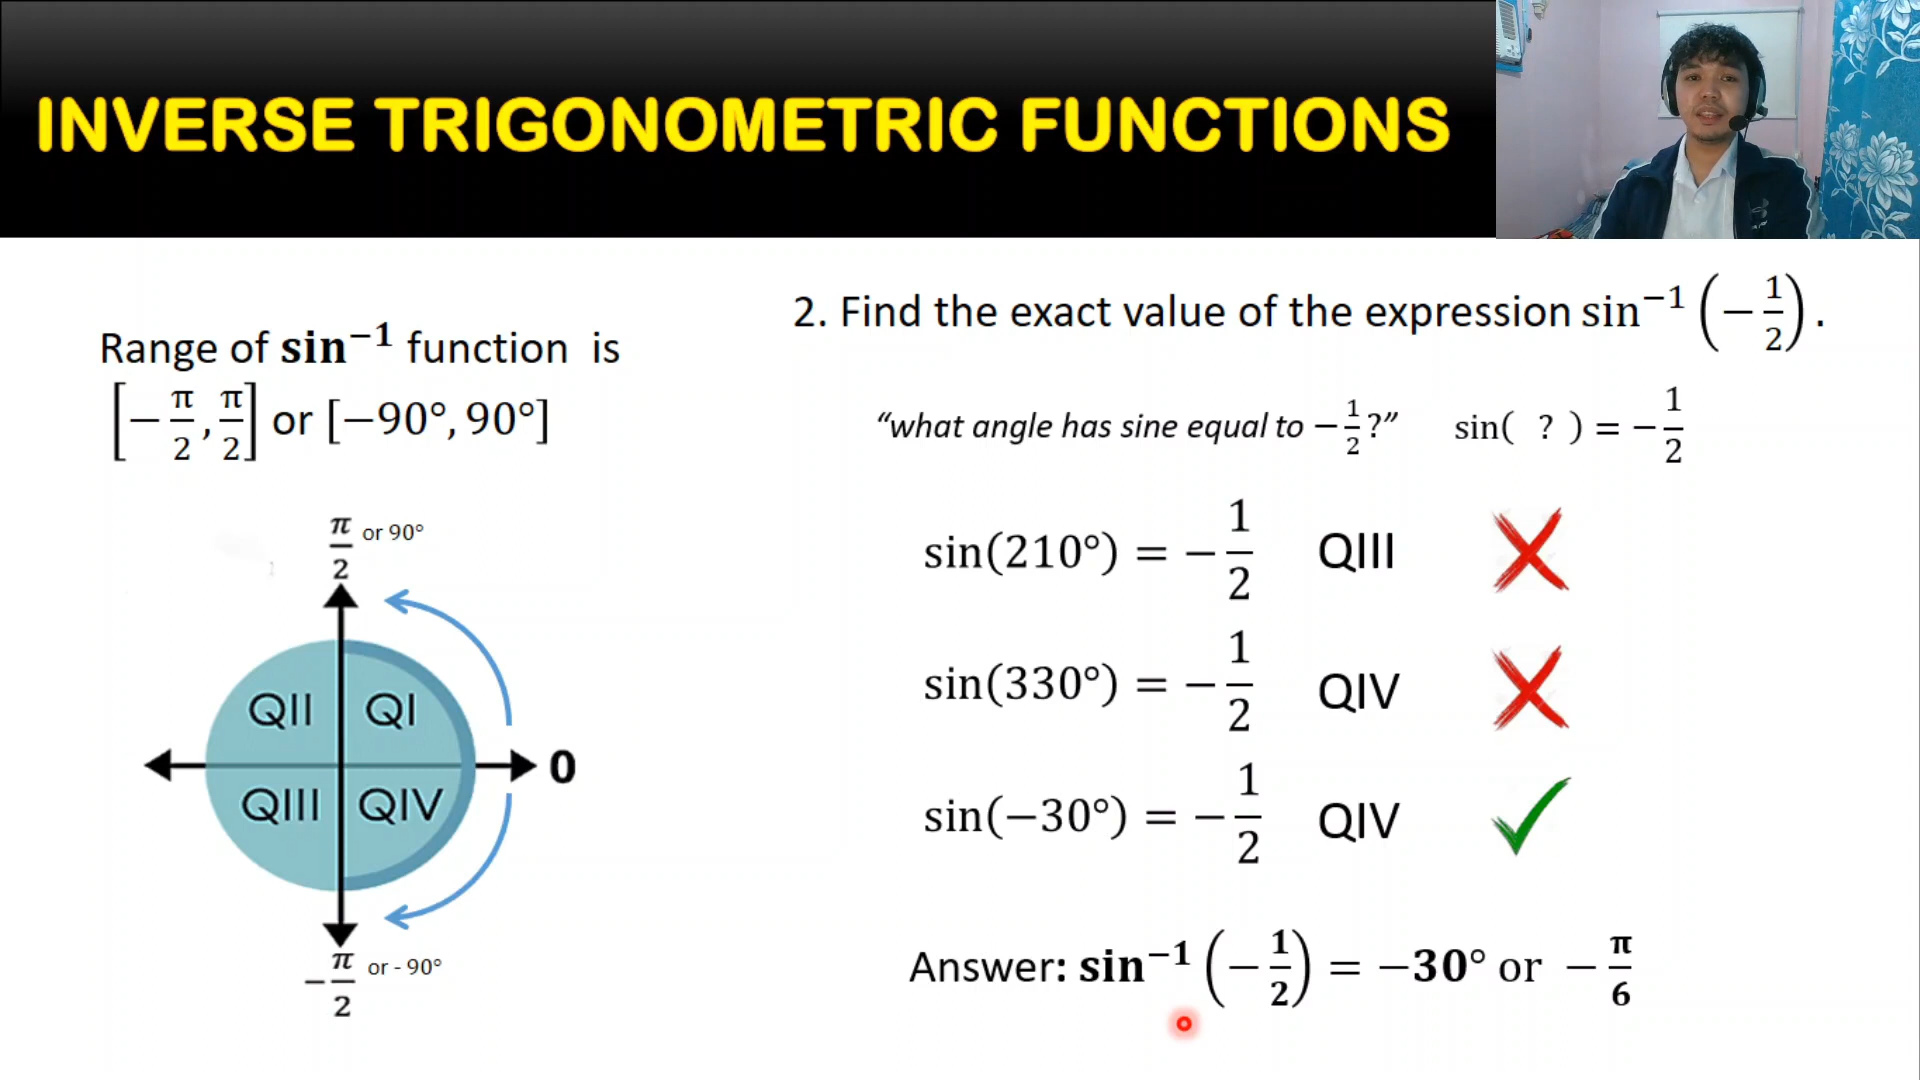 INVERSE TRIGONOMETRIC FUNCTIONS
Range of sin⁻¹ function is
[−π/2, π/2] or [−90°, 90°]
π/2 or 90°
QII QI
0
QIII QIV
−π/2 or - 90°
2. Find the exact value of the expression sin⁻¹ (−1/2).
“what angle has sine equal to −1/2?” sin( ? ) = −1/2
sin(210°) = −1/2 QIII
sin(330°) = −1/2 QIV
sin(−30°) = −1/2 QIV
Answer: sin⁻¹ (−1/2) = −30° or −π/6